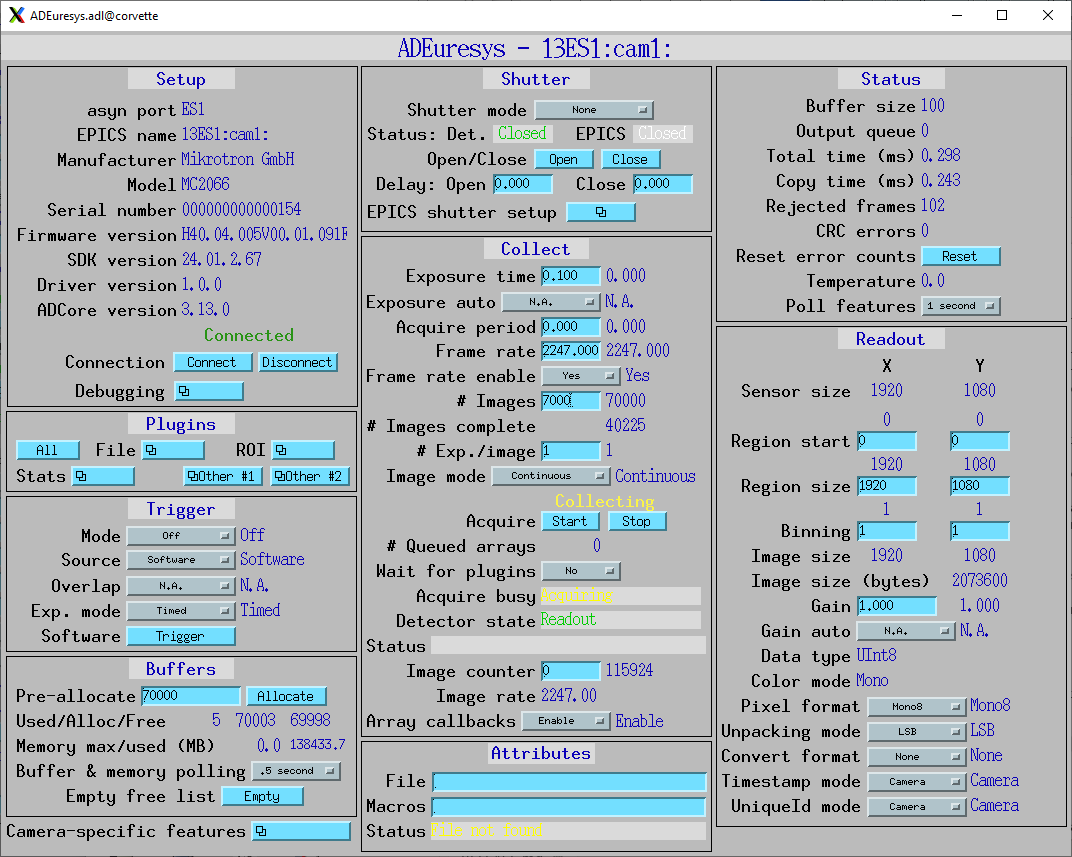 ADEuresys.adl@corvette
ADEuresys - 13ES1:cam1:
Setup
asyn port ES1
EPICS name 13ES1:cam1:
Manufacturer Mikrotron GmbH
Model MC2066
Serial number 000000000000154
Firmware version H40.04.005V00.01.091F
SDK version 24.01.2.67
Driver version 1.0.0
ADCore version 3.13.0
Connected
Connection Connect Disconnect
Debugging
Plugins
All File ROI
Stats Other #1 Other #2
Trigger
Mode Off Off
Source Software Software
Overlap N.A. N.A.
Exp. mode Timed Timed
Software Trigger
Buffers
Pre-allocate 70000 Allocate
Used/Alloc/Free 5 70003 69998
Memory max/used (MB) 0.0 138433.7
Buffer & memory polling .5 second
Empty free list Empty
Camera-specific features
Shutter
Shutter mode None
Status: Det. Closed EPICS Closed
Open/Close Open Close
Delay: Open 0.000 Close 0.000
EPICS shutter setup
Collect
Exposure time 0.100 0.000
Exposure auto N.A. N.A.
Acquire period 0.000 0.000
Frame rate 2247.000 2247.000
Frame rate enable Yes Yes
# Images 7000 70000
# Images complete 40225
# Exp./image 1 1
Image mode Continuous Continuous
Collecting
Acquire Start Stop
# Queued arrays 0
Wait for plugins No
Acquire busy Acquiring
Detector state Readout
Status
Image counter 0 115924
Image rate 2247.00
Array callbacks Enable Enable
Attributes
File
Macros
Status File not found
Status
Buffer size 100
Output queue 0
Total time (ms) 0.298
Copy time (ms) 0.243
Rejected frames 102
CRC errors 0
Reset error counts Reset
Temperature 0.0
Poll features 1 second
Readout
X Y
Sensor size 1920 1080
0 0
Region start 0 0
1920 1080
Region size 1920 1080
1 1
Binning 1 1
Image size 1920 1080
Image size (bytes) 2073600
Gain 1.000 1.000
Gain auto N.A. N.A.
Data type UInt8
Color mode Mono
Pixel format Mono8 Mono8
Unpacking mode LSB LSB
Convert format None None
Timestamp mode Camera Camera
UniqueId mode Camera Camera